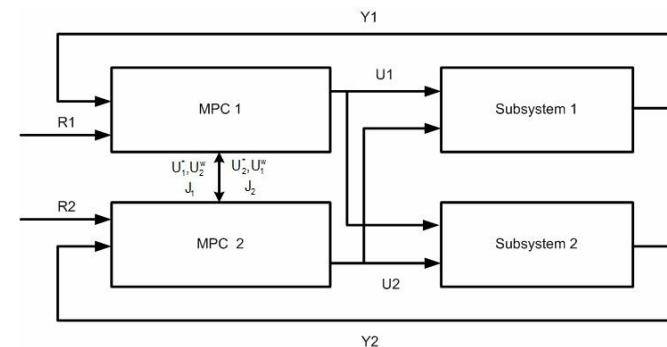 Y1
U1
MPC 1
Subsystem 1
R1
U₁*,U₂ʷ U₂*,U₁ʷ
J₁ J₂
R2
MPC 2
Subsystem 2
U2
Y2